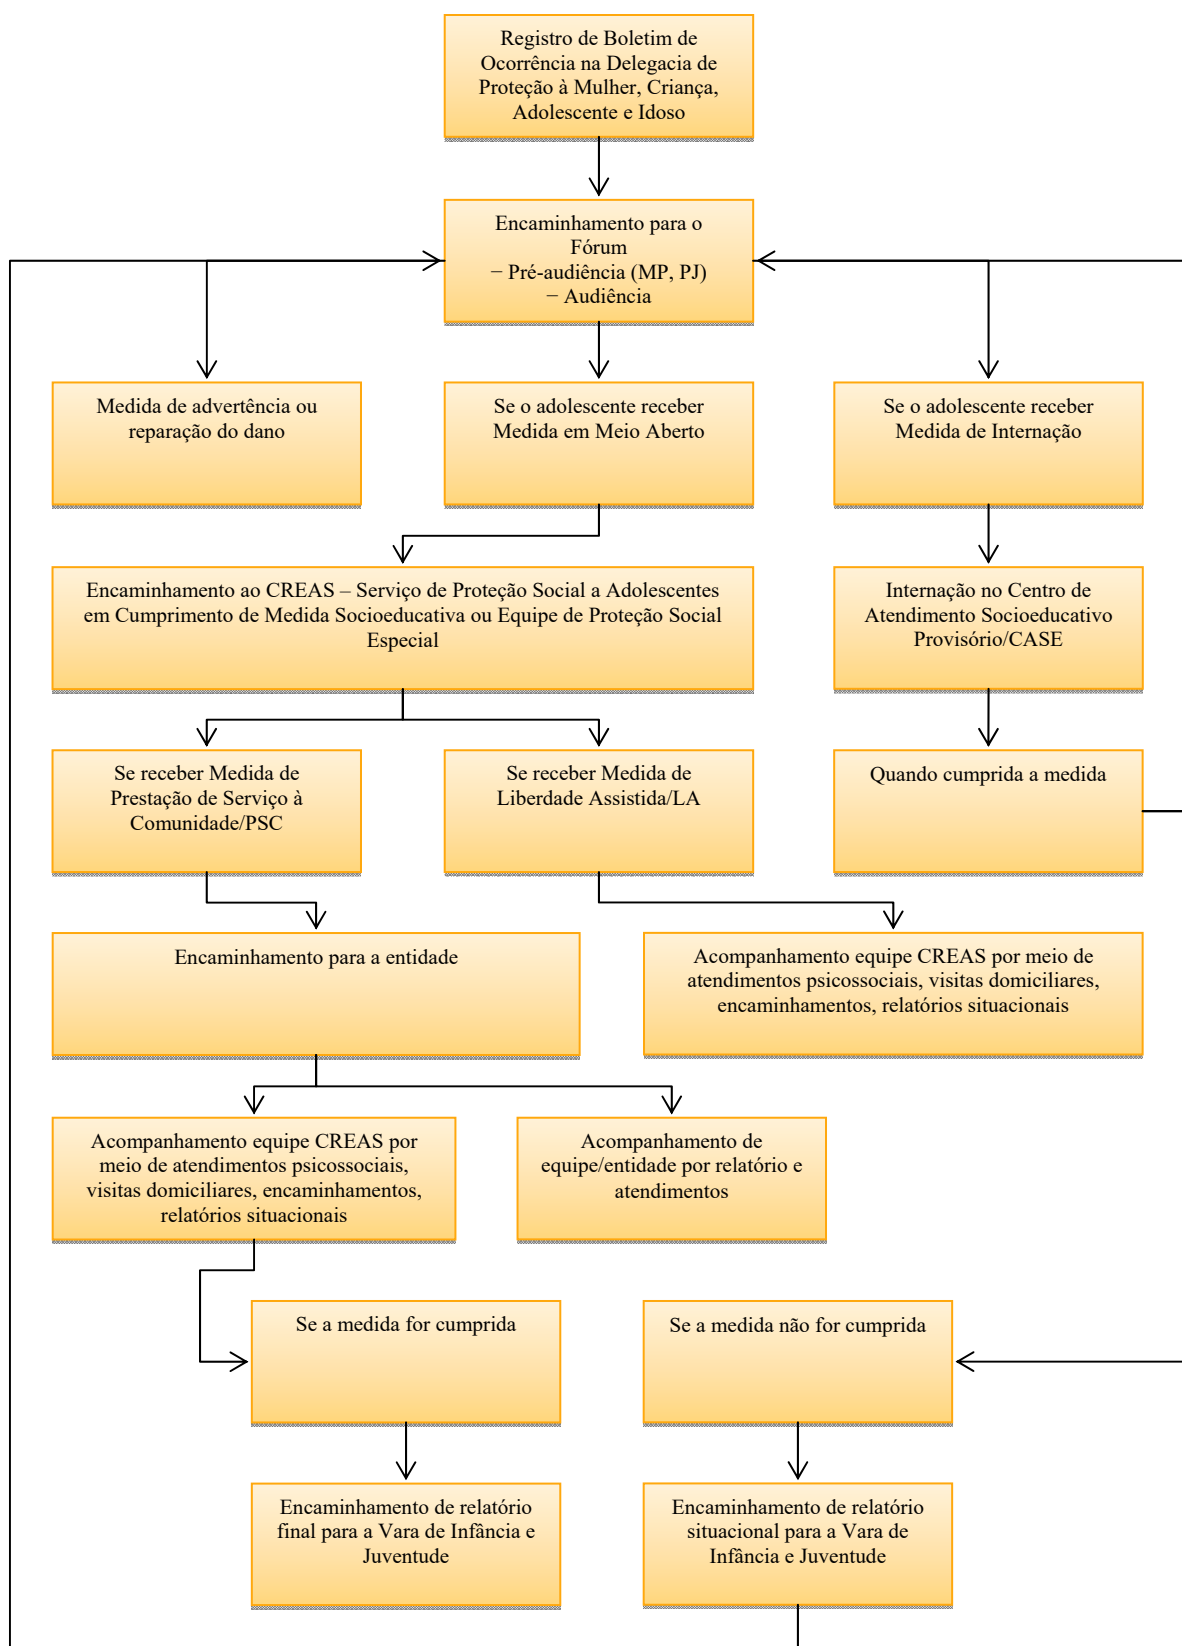 Registro de Boletim de
Ocorrência na Delegacia de
Proteção à Mulher, Criança,
Adolescente e Idoso
Encaminhamento para o
Fórum
− Pré-audiência (MP, PJ)
− Audiência
Medida de advertência ou
reparação do dano
Se o adolescente receber
Medida em Meio Aberto
Se o adolescente receber
Medida de Internação
Encaminhamento ao CREAS – Serviço de Proteção Social a Adolescentes
em Cumprimento de Medida Socioeducativa ou Equipe de Proteção Social
Especial
Internação no Centro de
Atendimento Socioeducativo
Provisório/CASE
Se receber Medida de
Prestação de Serviço à
Comunidade/PSC
Se receber Medida de
Liberdade Assistida/LA
Quando cumprida a medida
Encaminhamento para a entidade
Acompanhamento equipe CREAS por meio de
atendimentos psicossociais, visitas domiciliares,
encaminhamentos, relatórios situacionais
Acompanhamento equipe CREAS por
meio de atendimentos psicossociais,
visitas domiciliares, encaminhamentos,
relatórios situacionais
Acompanhamento de
equipe/entidade por relatório e
atendimentos
Se a medida for cumprida
Se a medida não for cumprida
Encaminhamento de relatório
final para a Vara de Infância e
Juventude
Encaminhamento de relatório
situacional para a Vara de
Infância e Juventude